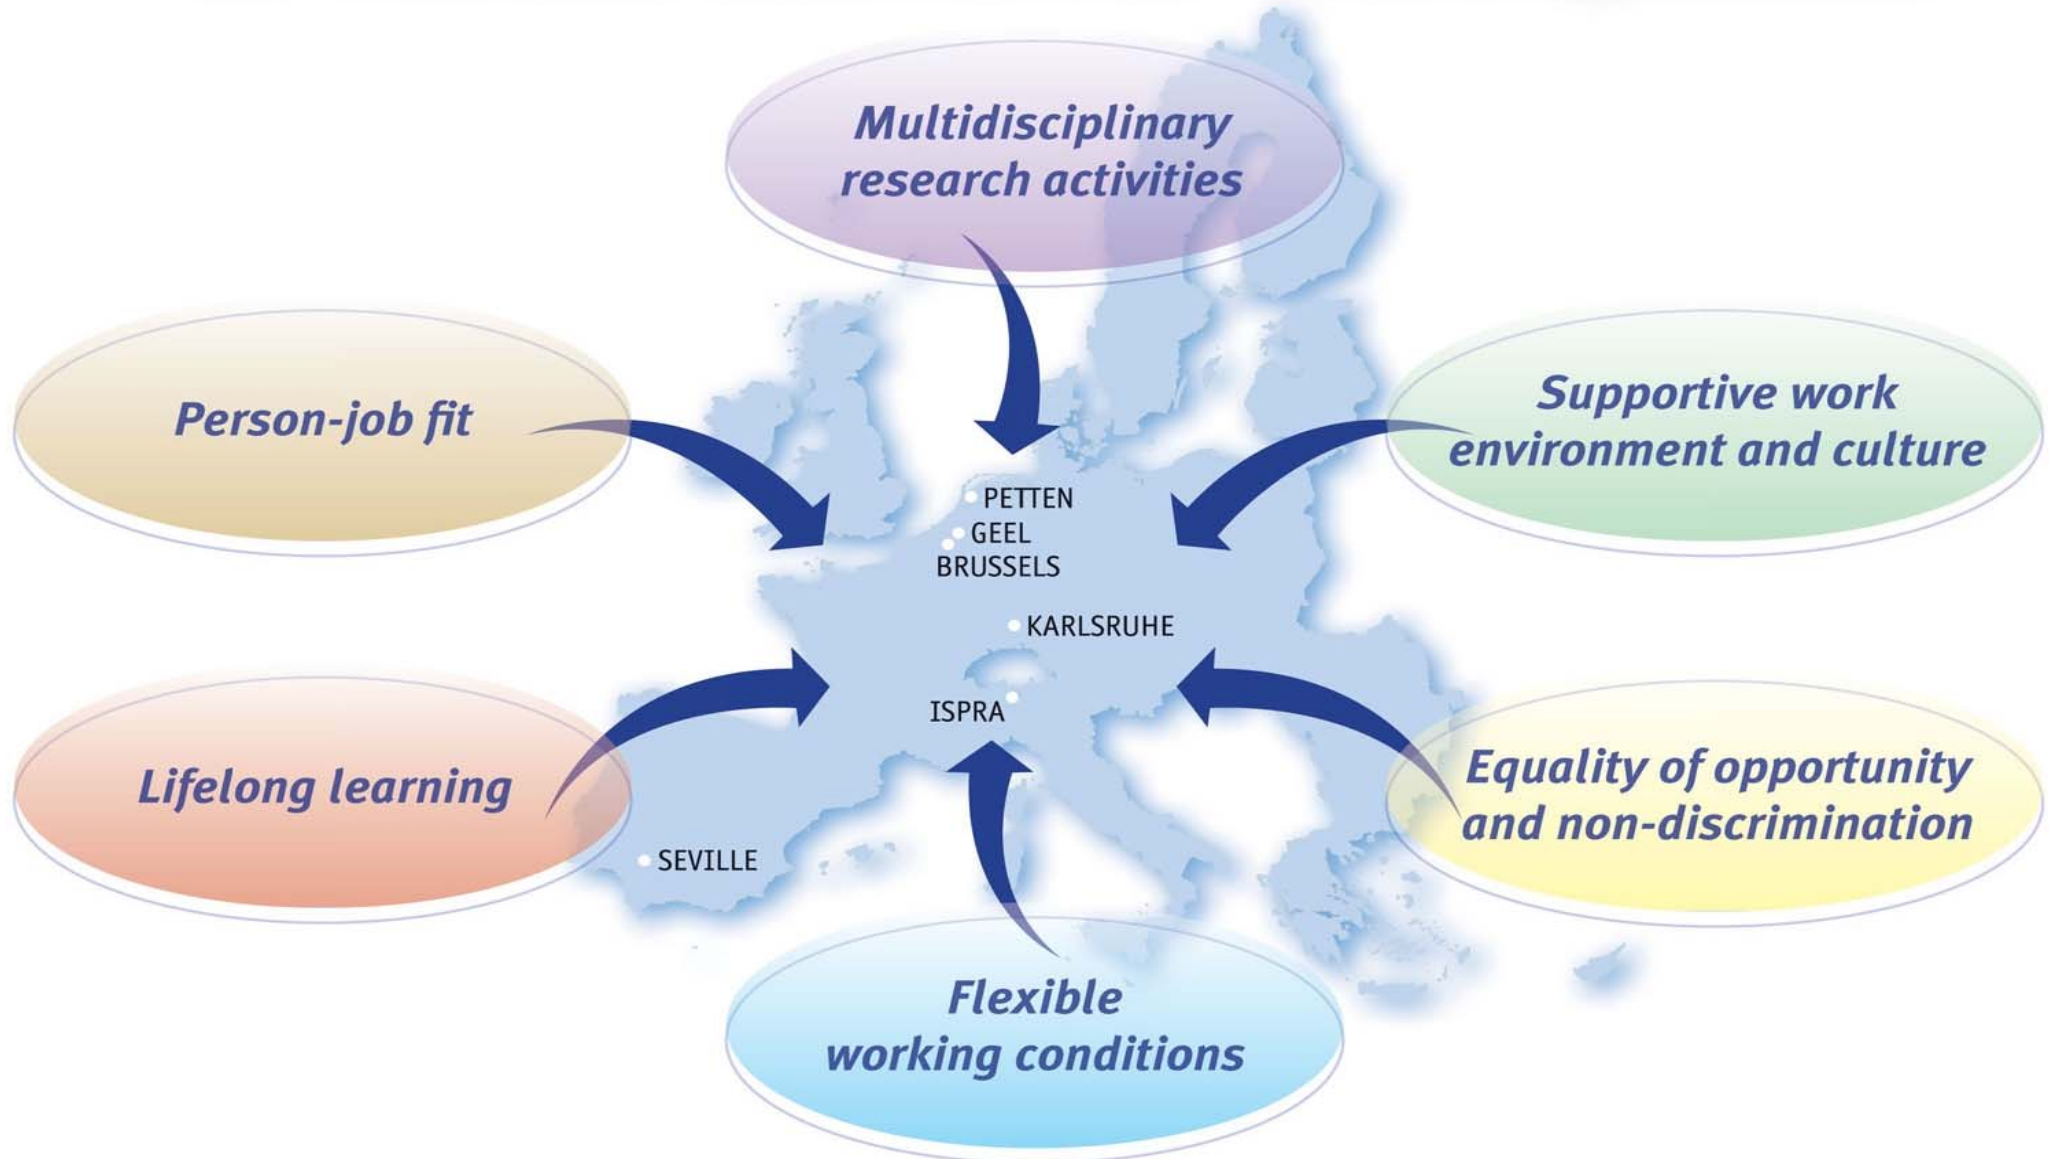 Multidisciplinary
research activities
Person-job fit
Supportive work
environment and culture
PETTEN
GEEL
BRUSSELS
KARLSRUHE
ISPRA
Lifelong learning
Equality of opportunity
and non-discrimination
SEVILLE
Flexible
working conditions